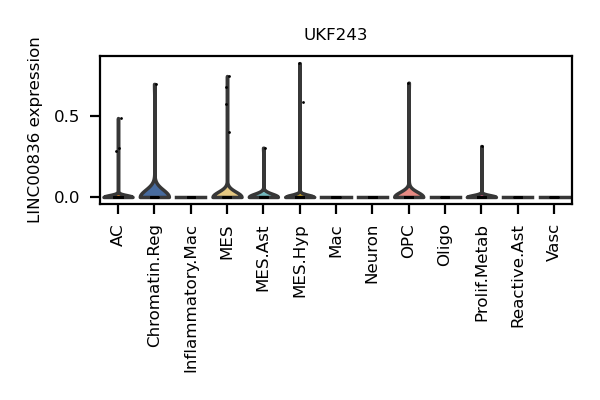 UKF243
LINC00836 expression
0.5
0.0
AC
Chromatin.Reg
Inflammatory.Mac
MES
MES.Ast
MES.Hyp
Mac
Neuron
OPC
Oligo
Prolif.Metab
Reactive.Ast
Vasc